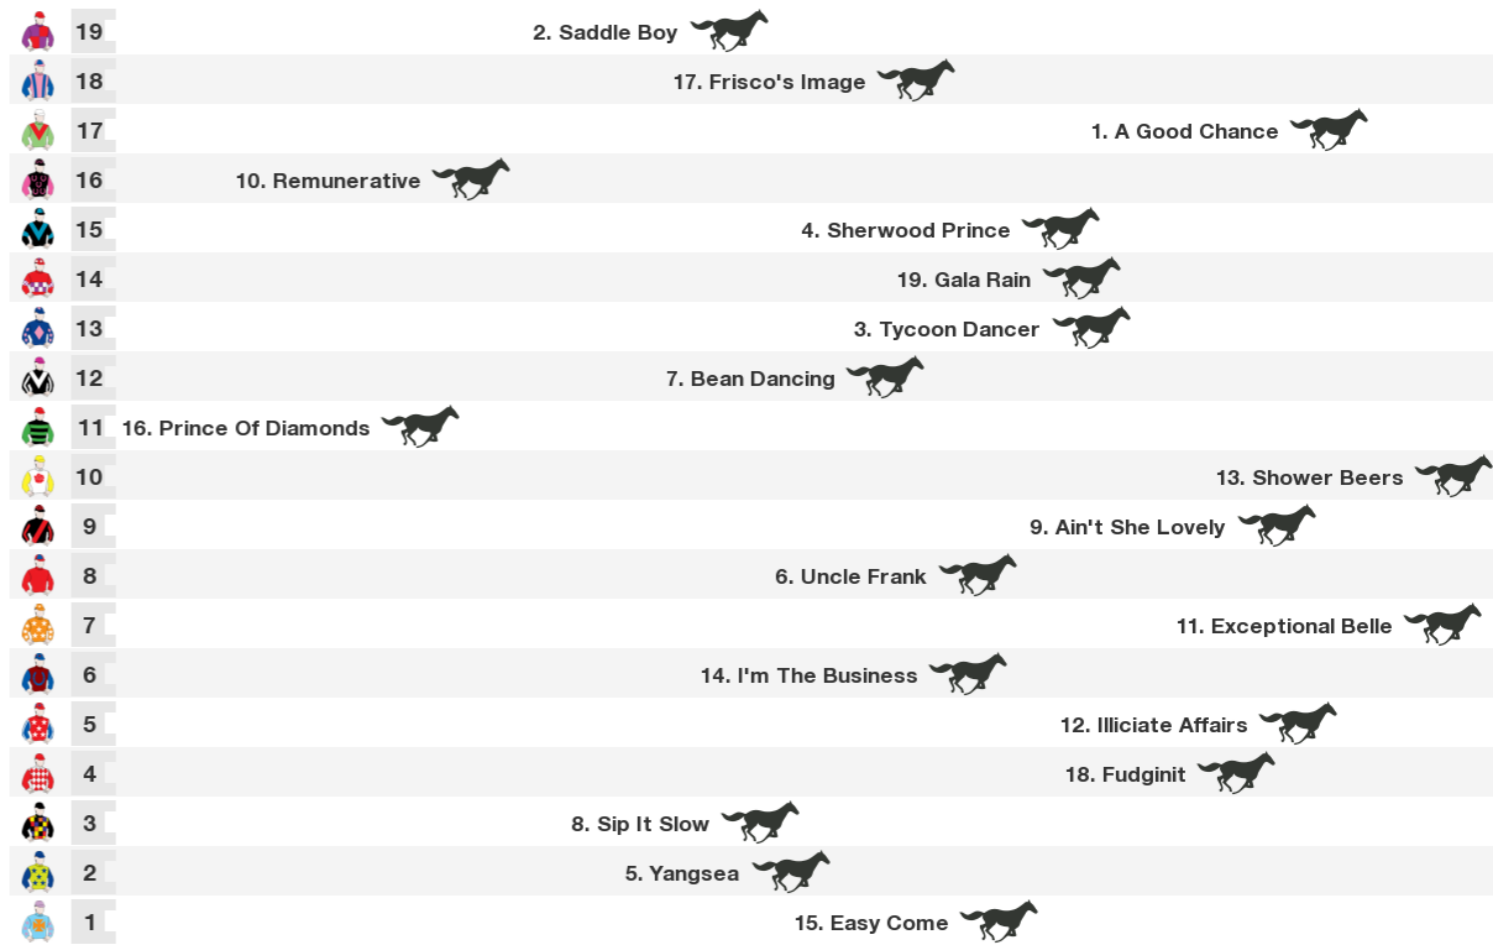 19 2. Saddle Boy
18 17. Frisco's Image
17 1. A Good Chance
16 10. Remunerative
15 4. Sherwood Prince
14 19. Gala Rain
13 3. Tycoon Dancer
12 7. Bean Dancing
11 16. Prince Of Diamonds
10 13. Shower Beers
9 9. Ain't She Lovely
8 6. Uncle Frank
7 11. Exceptional Belle
6 14. I'm The Business
5 12. Illiciate Affairs
4 18. Fudginit
3 8. Sip It Slow
2 5. Yangsea
1 15. Easy Come